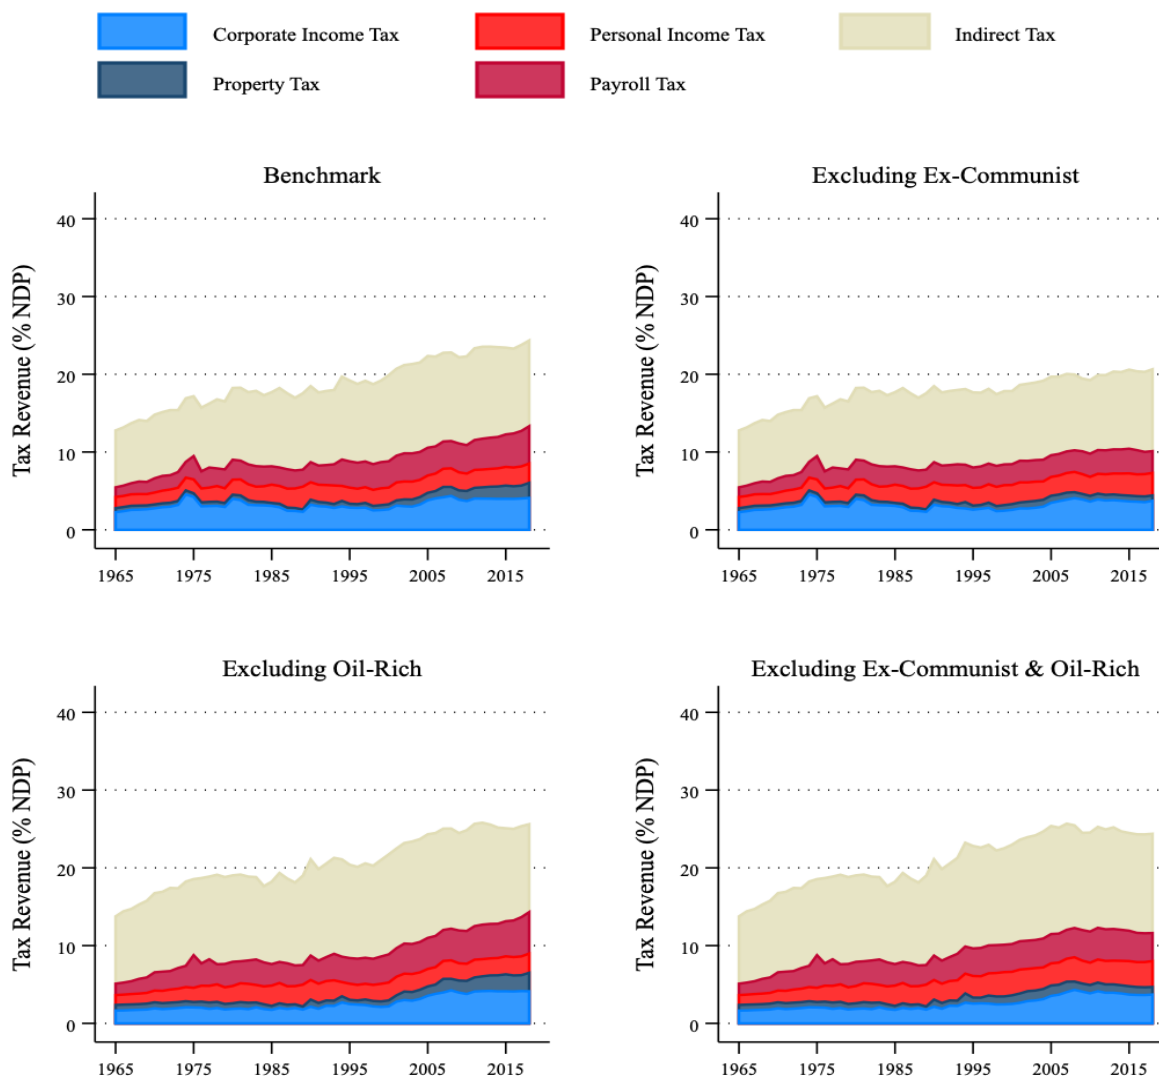 Corporate Income Tax Personal Income Tax Indirect Tax
Property Tax Payroll Tax
Benchmark
Tax Revenue (% NDP)
40
30
20
10
0
1965 1975 1985 1995 2005 2015
Excluding Ex-Communist
Tax Revenue (% NDP)
40
30
20
10
0
1965 1975 1985 1995 2005 2015
Excluding Oil-Rich
Tax Revenue (% NDP)
40
30
20
10
0
1965 1975 1985 1995 2005 2015
Excluding Ex-Communist & Oil-Rich
Tax Revenue (% NDP)
40
30
20
10
0
1965 1975 1985 1995 2005 2015